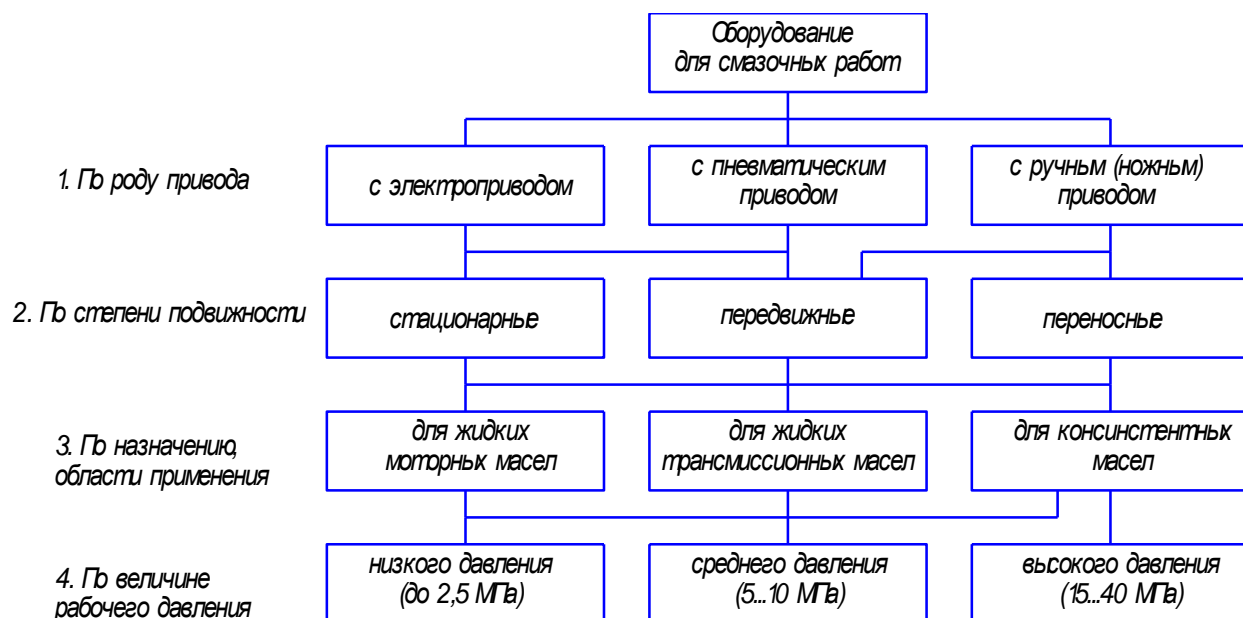 Оборудование
для смазочных работ
1. По роду привода
с электроприводом
с пневматическим
приводом
с ручным (ножным)
приводом
2. По степени подвижности
стационарные
передвижные
переносные
3. По назначению,
области применения
для жидких
моторных масел
для жидких
трансмиссионных масел
для консинстентных
масел
4. По величине
рабочего давления
низкого давления
(до 2,5 МПа)
среднего давления
(5...10 МПа)
высокого давления
(15...40 МПа)